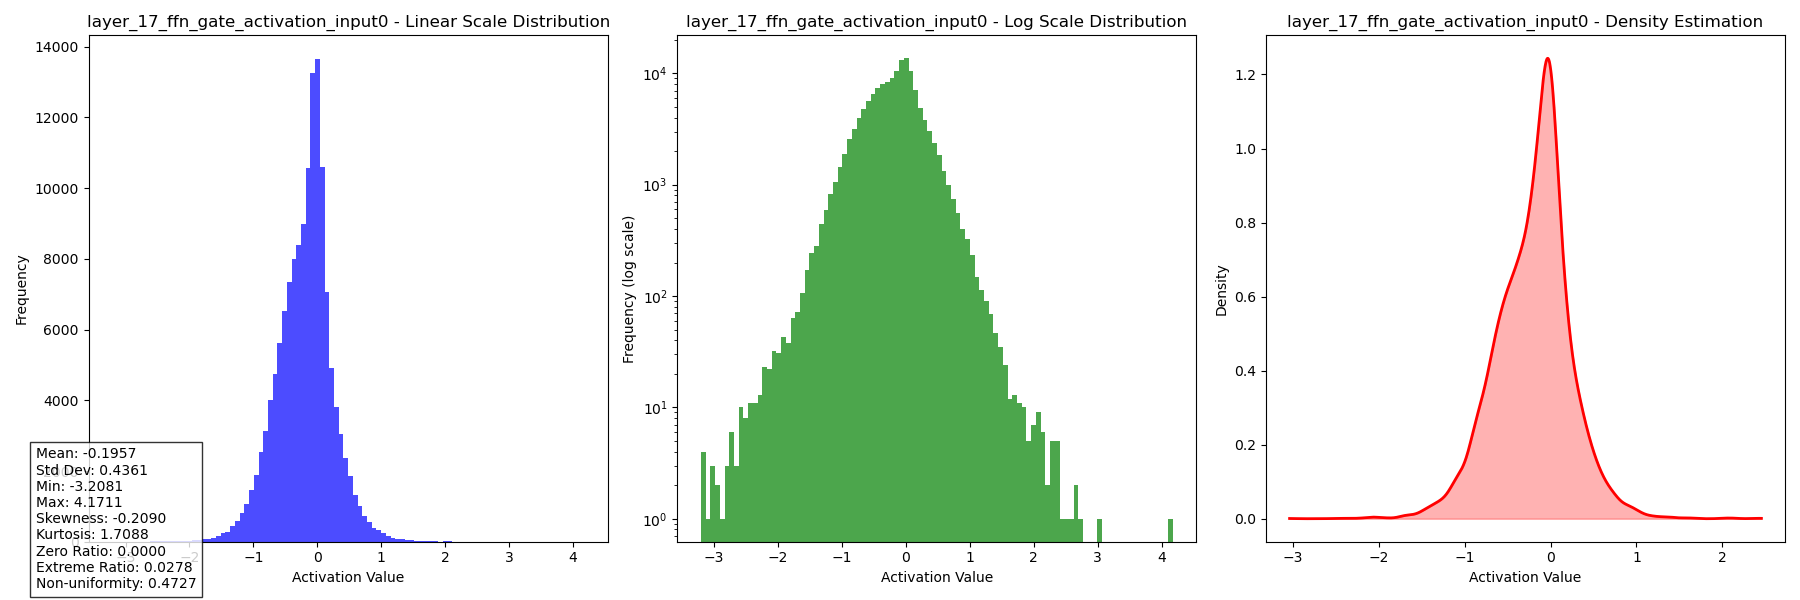 layer_17_ffn_gate_activation_input0 - Linear Scale Distribution
14000
12000
10000
8000
6000
4000
Frequency
−2
−1
0
1
2
3
4
Activation Value
Mean: -0.1957
Std Dev: 0.4361
Min: -3.2081
Max: 4.1711
Skewness: -0.2090
Kurtosis: 1.7088
Zero Ratio: 0.0000
Extreme Ratio: 0.0278
Non-uniformity: 0.4727
layer_17_ffn_gate_activation_input0 - Log Scale Distribution
10^4
10^3
10^2
10^1
10^0
Frequency (log scale)
−3
−2
−1
0
1
2
3
4
Activation Value
layer_17_ffn_gate_activation_input0 - Density Estimation
1.2
1.0
0.8
0.6
0.4
0.2
0.0
Density
−3
−2
−1
0
1
2
Activation Value